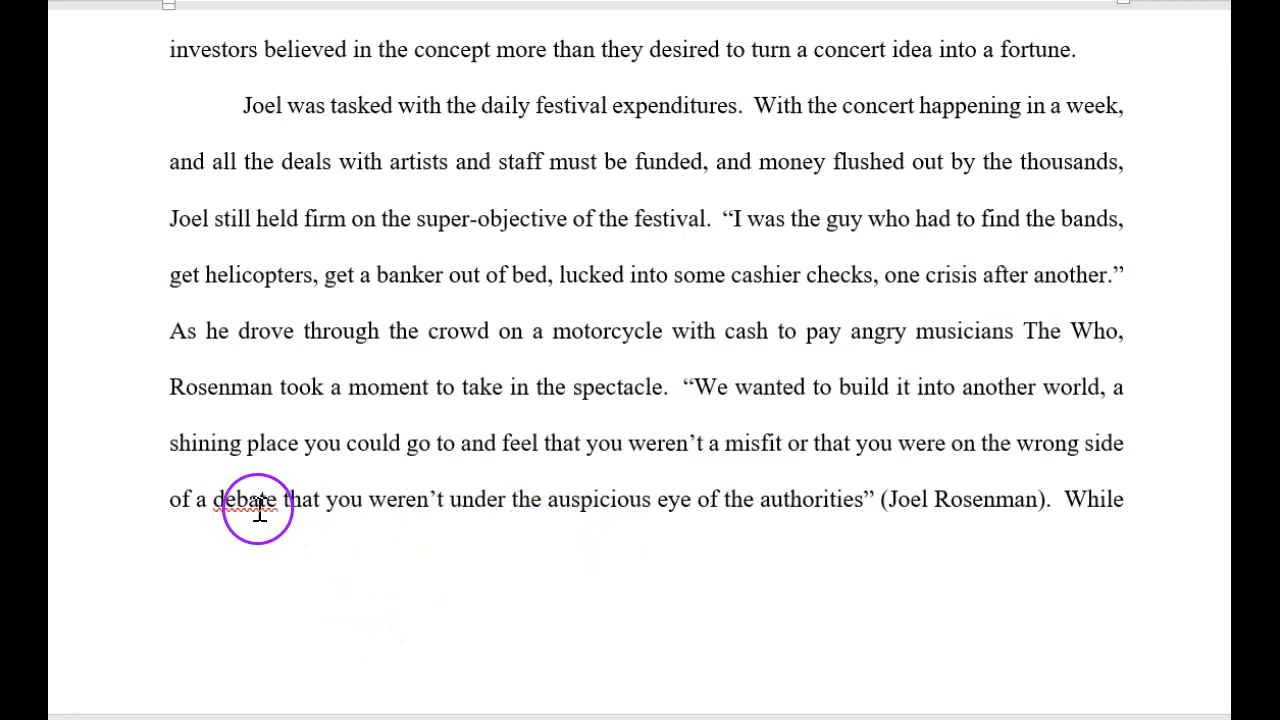 investors believed in the concept more than they desired to turn a concert idea into a fortune.
Joel was tasked with the daily festival expenditures.  With the concert happening in a week,
and all the deals with artists and staff must be funded, and money flushed out by the thousands,
Joel still held firm on the super-objective of the festival.  “I was the guy who had to find the bands,
get helicopters, get a banker out of bed, lucked into some cashier checks, one crisis after another.”
As he drove through the crowd on a motorcycle with cash to pay angry musicians The Who,
Rosenman took a moment to take in the spectacle.  “We wanted to build it into another world, a
shining place you could go to and feel that you weren’t a misfit or that you were on the wrong side
of a debate that you weren’t under the auspicious eye of the authorities” (Joel Rosenman).  While